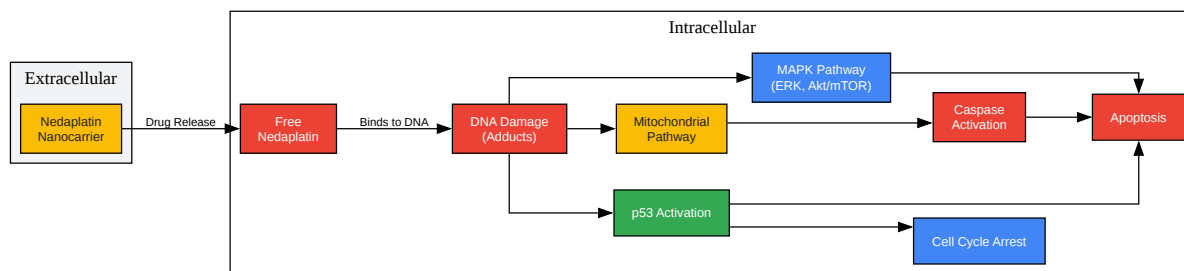 Intracellular
Extracellular
Nedaplatin
Nanocarrier
Drug Release
Free
Nedaplatin
Binds to DNA
DNA Damage
(Adducts)
MAPK Pathway
(ERK, Akt/mTOR)
Mitochondrial
Pathway
Caspase
Activation
Apoptosis
p53 Activation
Cell Cycle Arrest